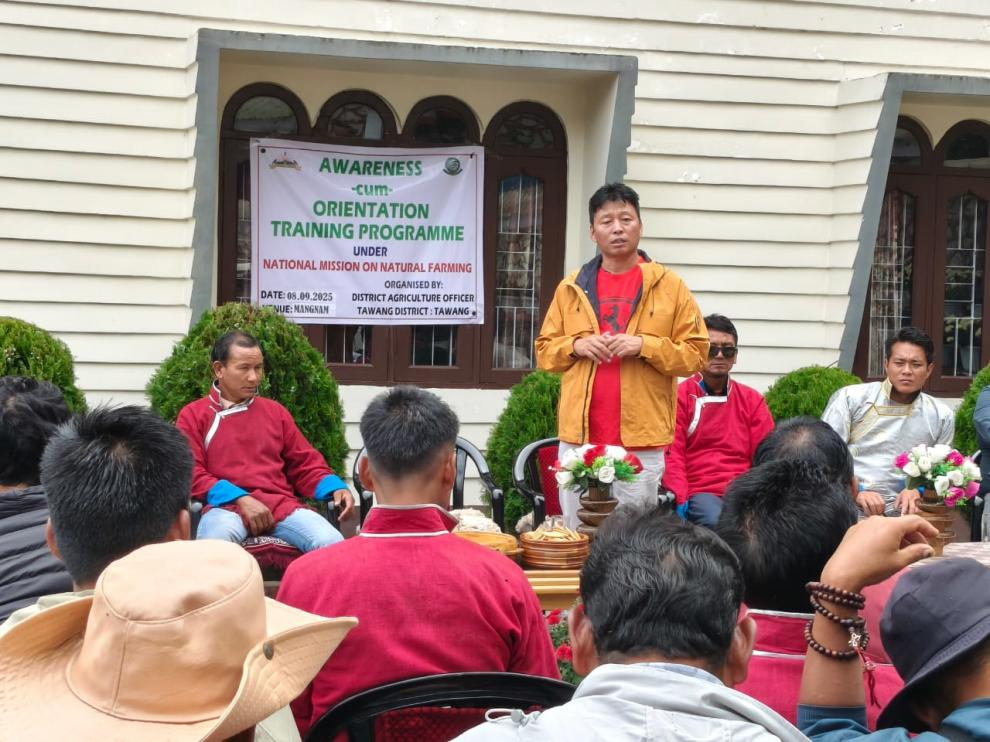 AWARENESS
-cum-
ORIENTATION
TRAINING PROGRAMME
UNDER
NATIONAL MISSION ON NATURAL FARMING
ORGANISED BY:
DATE: 08.09.2025 DISTRICT AGRICULTURE OFFICER
VENUE: MANGNAM TAWANG DISTRICT : TAWANG